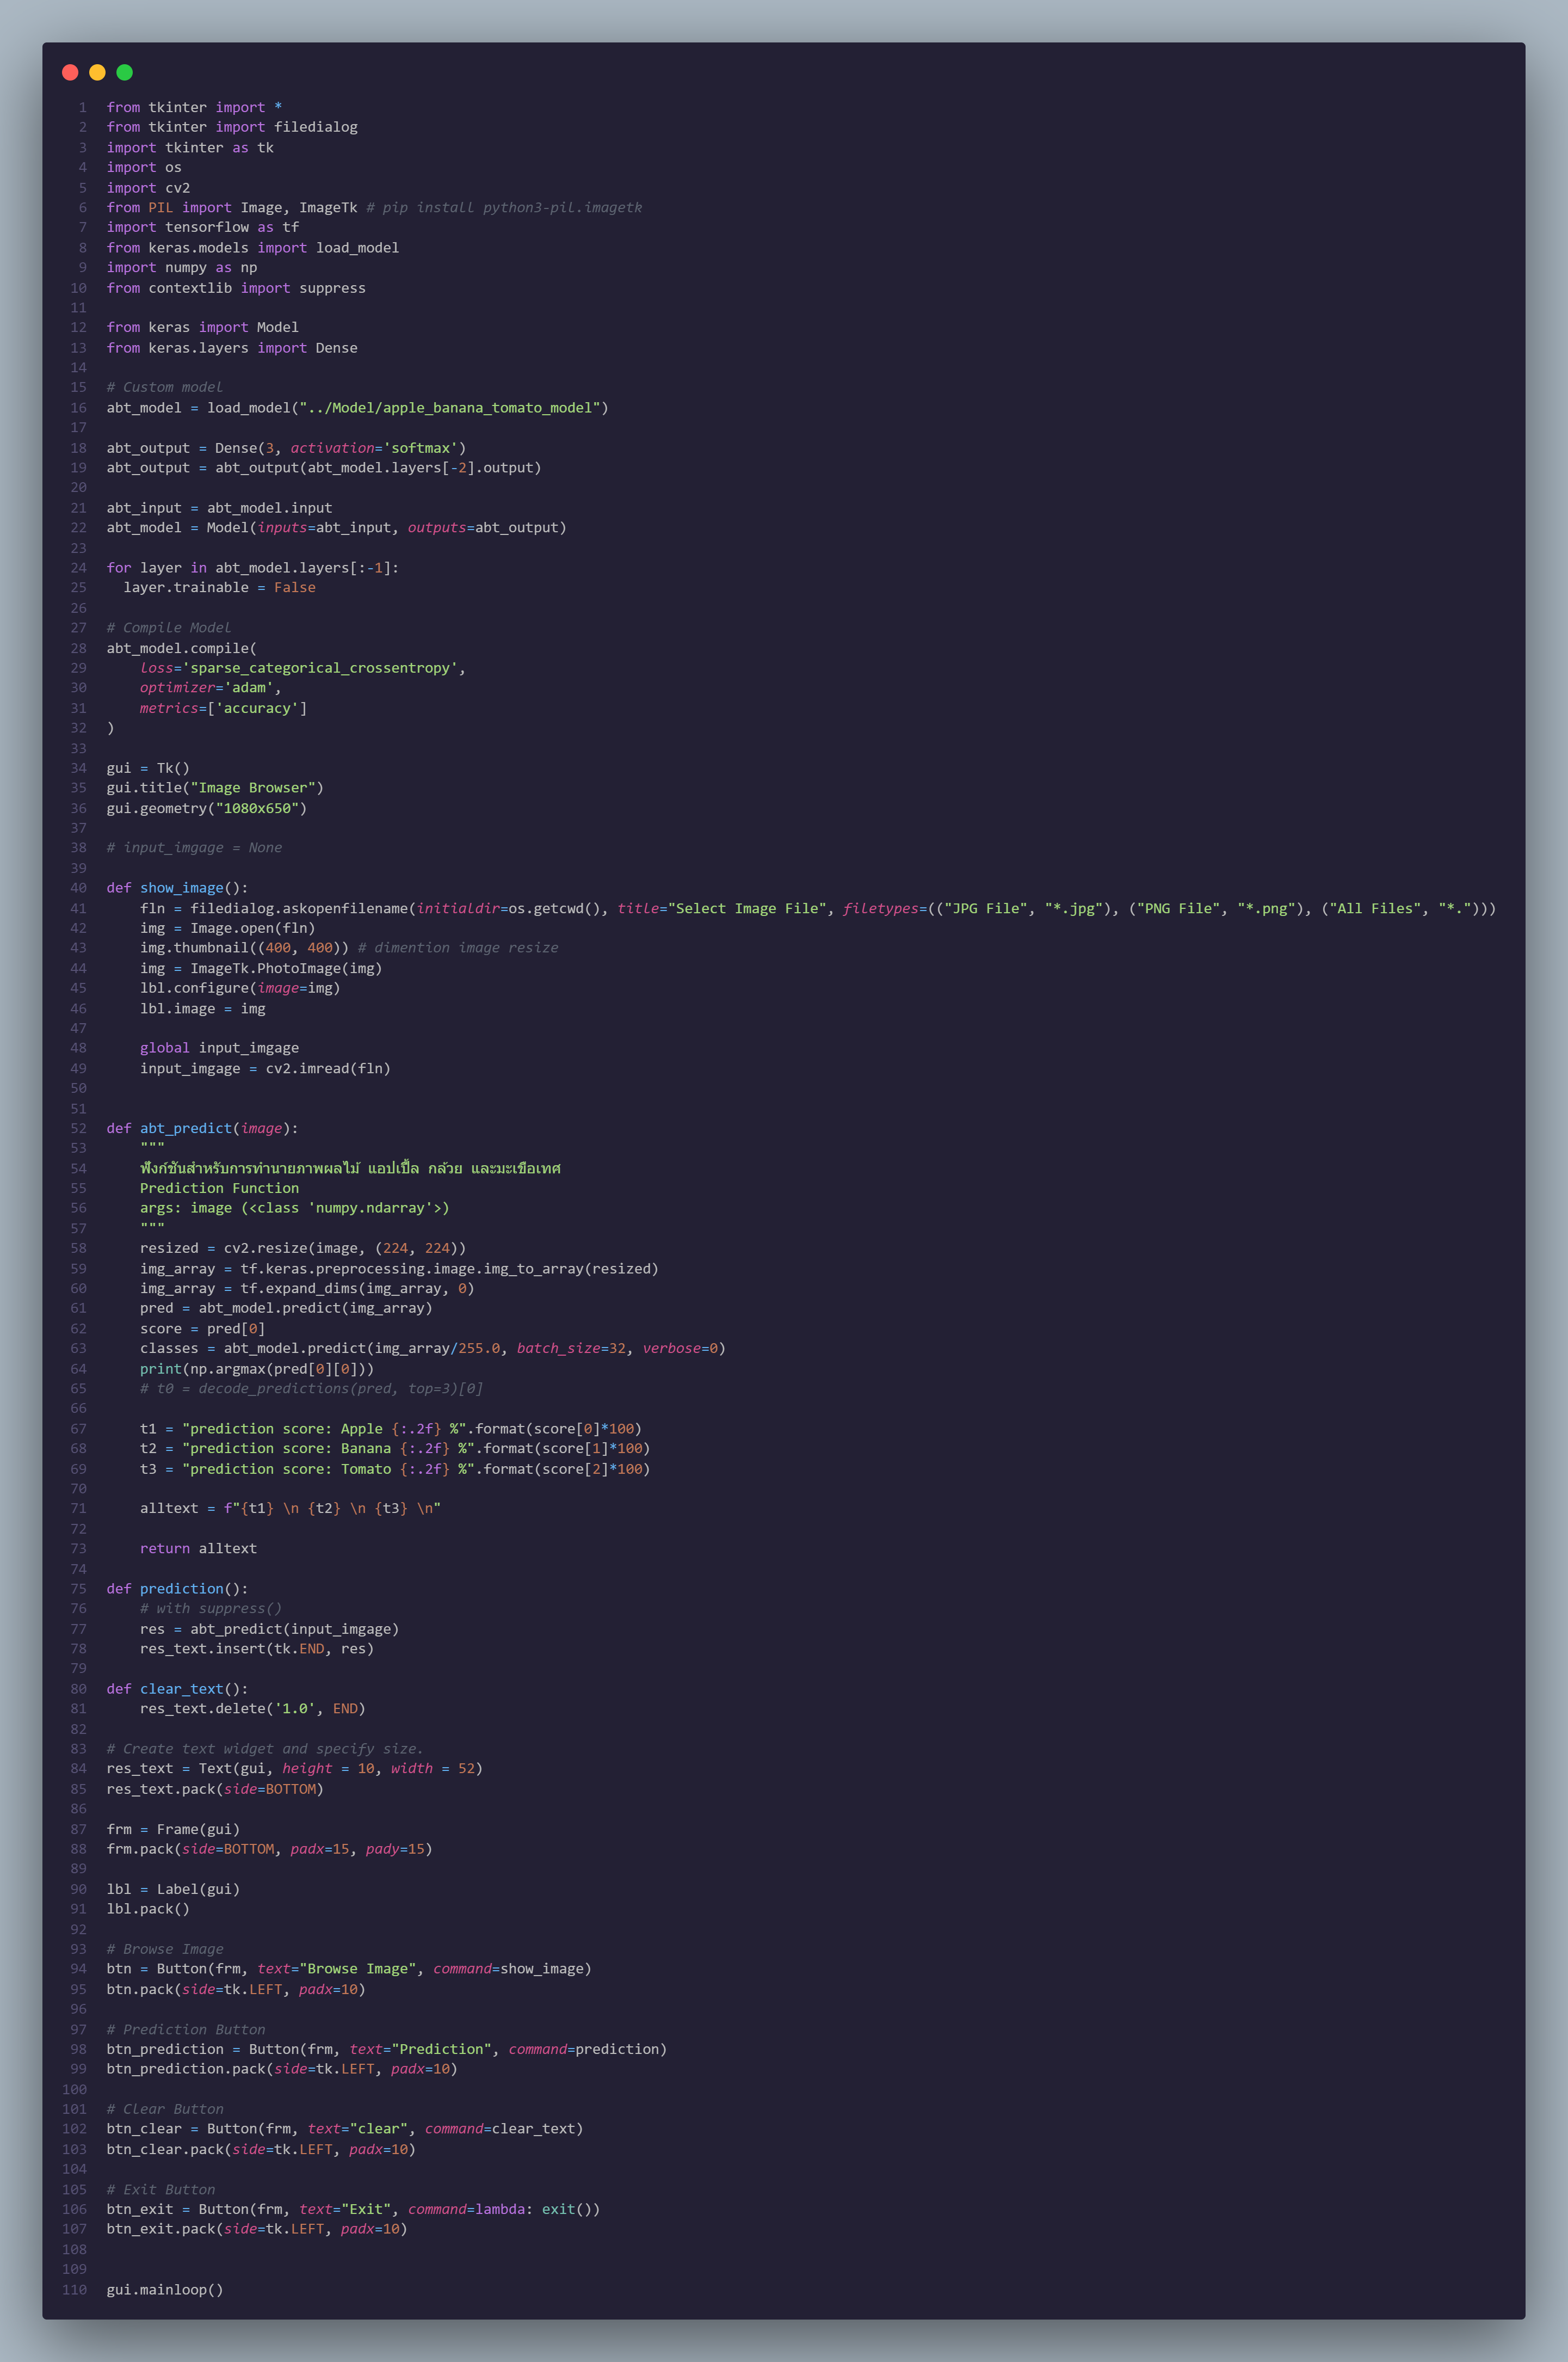 1 from tkinter import *
2 from tkinter import filedialog
3 import tkinter as tk
4 import os
5 import cv2
6 from PIL import Image, ImageTk # pip install python3-pil.imagetk
7 import tensorflow as tf
8 from keras.models import load_model
9 import numpy as np
10 from contextlib import suppress
11
12 from keras import Model
13 from keras.layers import Dense
14
15 # Custom model
16 abt_model = load_model("../Model/apple_banana_tomato_model")
17
18 abt_output = Dense(3, activation='softmax')
19 abt_output = abt_output(abt_model.layers[-2].output)
20
21 abt_input = abt_model.input
22 abt_model = Model(inputs=abt_input, outputs=abt_output)
23
24 for layer in abt_model.layers[:-1]:
25   layer.trainable = False
26
27 # Compile Model
28 abt_model.compile(
29     loss='sparse_categorical_crossentropy',
30     optimizer='adam',
31     metrics=['accuracy']
32 )
33
34 gui = Tk()
35 gui.title("Image Browser")
36 gui.geometry("1080x650")
37
38 # input_imgage = None
39
40 def show_image():
41     fln = filedialog.askopenfilename(initialdir=os.getcwd(), title="Select Image File", filetypes=(("JPG File", "*.jpg"), ("PNG File", "*.png"), ("All Files", "*.")))
42     img = Image.open(fln)
43     img.thumbnail((400, 400)) # dimention image resize
44     img = ImageTk.PhotoImage(img)
45     lbl.configure(image=img)
46     lbl.image = img
47
48     global input_imgage
49     input_imgage = cv2.imread(fln)
50
51
52 def abt_predict(image):
53     """
54     ฟังก์ชันสำหรับการทำนายภาพผลไม้ แอปเปิ้ล กล้วย และมะเขือเทศ
55     Prediction Function
56     args: image (<class 'numpy.ndarray'>)
57     """
58     resized = cv2.resize(image, (224, 224))
59     img_array = tf.keras.preprocessing.image.img_to_array(resized)
60     img_array = tf.expand_dims(img_array, 0)
61     pred = abt_model.predict(img_array)
62     score = pred[0]
63     classes = abt_model.predict(img_array/255.0, batch_size=32, verbose=0)
64     print(np.argmax(pred[0][0]))
65     # t0 = decode_predictions(pred, top=3)[0]
66
67     t1 = "prediction score: Apple {:.2f} %".format(score[0]*100)
68     t2 = "prediction score: Banana {:.2f} %".format(score[1]*100)
69     t3 = "prediction score: Tomato {:.2f} %".format(score[2]*100)
70
71     alltext = f"{t1} \n {t2} \n {t3} \n"
72
73     return alltext
74
75 def prediction():
76     # with suppress()
77     res = abt_predict(input_imgage)
78     res_text.insert(tk.END, res)
79
80 def clear_text():
81     res_text.delete('1.0', END)
82
83 # Create text widget and specify size.
84 res_text = Text(gui, height = 10, width = 52)
85 res_text.pack(side=BOTTOM)
86
87 frm = Frame(gui)
88 frm.pack(side=BOTTOM, padx=15, pady=15)
89
90 lbl = Label(gui)
91 lbl.pack()
92
93 # Browse Image
94 btn = Button(frm, text="Browse Image", command=show_image)
95 btn.pack(side=tk.LEFT, padx=10)
96
97 # Prediction Button
98 btn_prediction = Button(frm, text="Prediction", command=prediction)
99 btn_prediction.pack(side=tk.LEFT, padx=10)
100
101 # Clear Button
102 btn_clear = Button(frm, text="clear", command=clear_text)
103 btn_clear.pack(side=tk.LEFT, padx=10)
104
105 # Exit Button
106 btn_exit = Button(frm, text="Exit", command=lambda: exit())
107 btn_exit.pack(side=tk.LEFT, padx=10)
108
109
110 gui.mainloop()